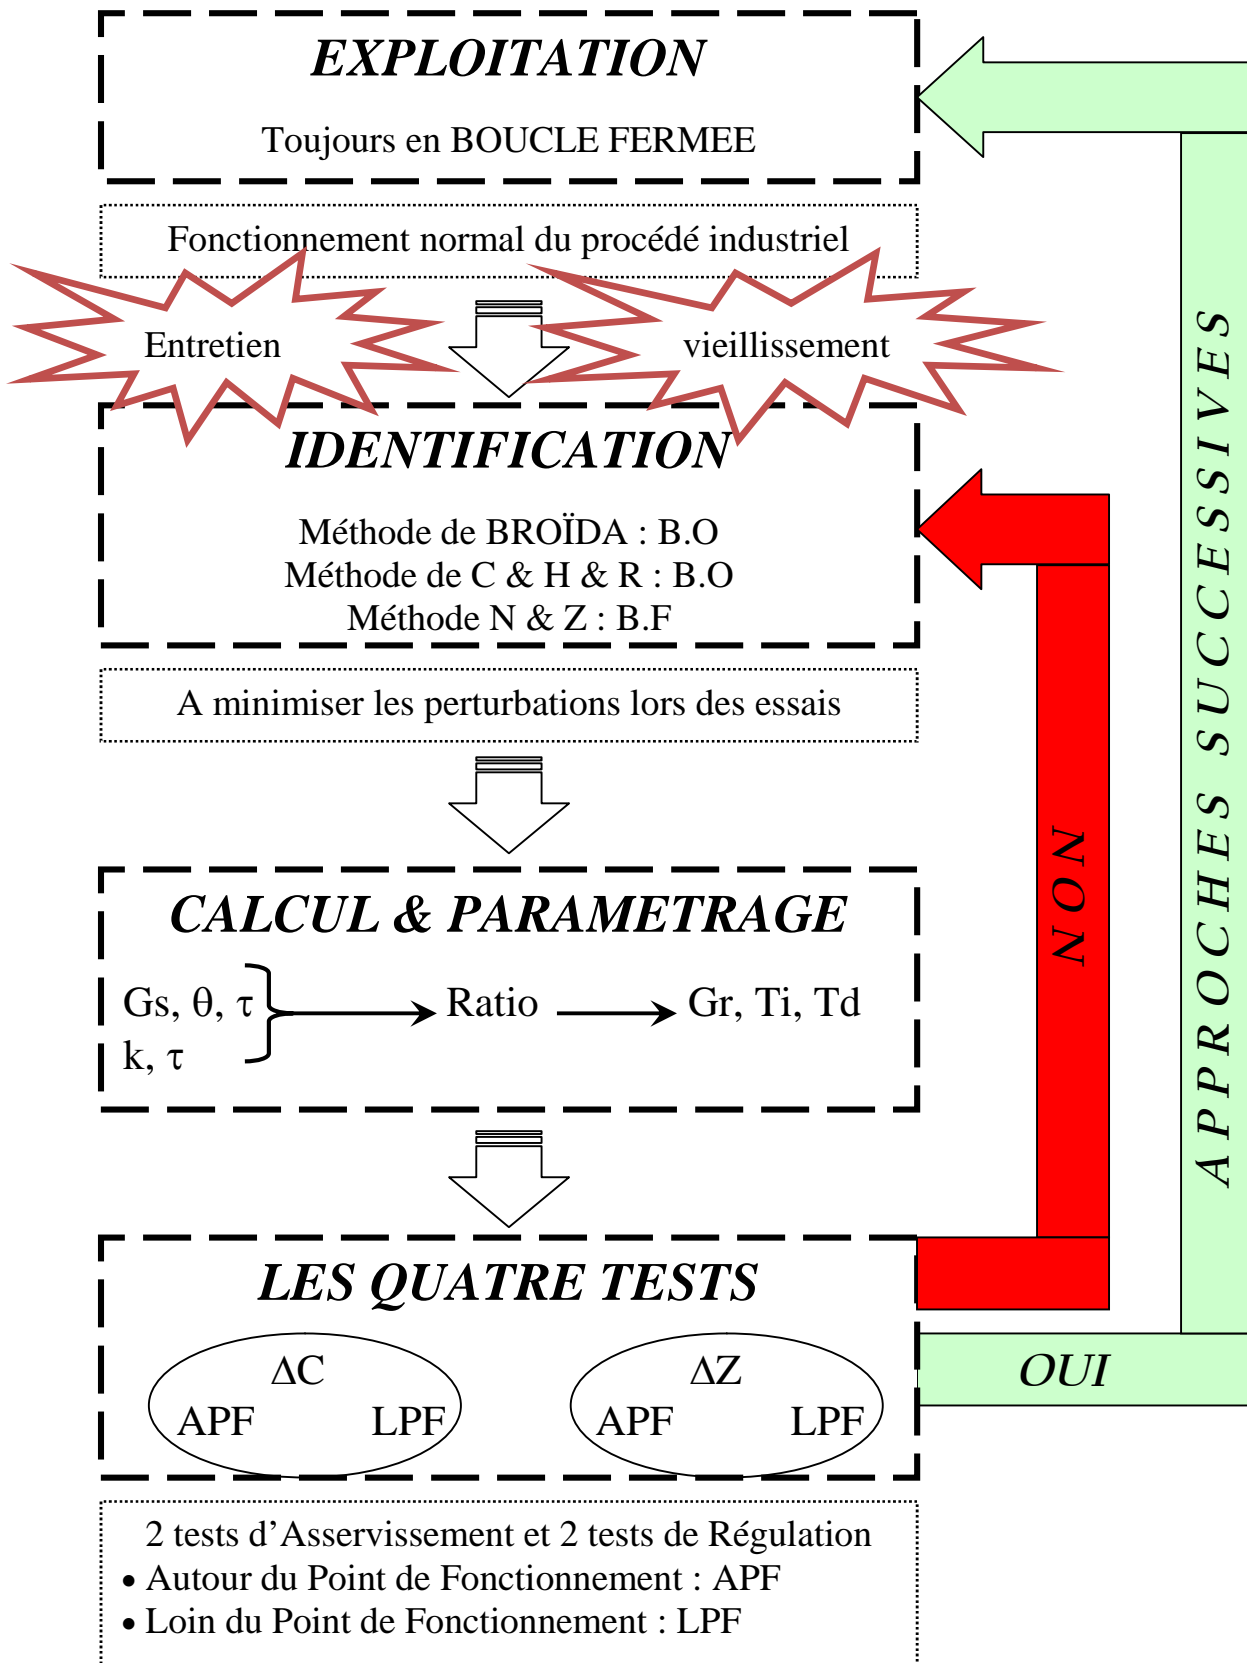 EXPLOITATION
Toujours en BOUCLE FERMEE
Fonctionnement normal du procédé industriel
Entretien
vieillissement
IDENTIFICATION
Méthode de BROÏDA : B.O
Méthode de C & H & R : B.O
Méthode N & Z : B.F
A minimiser les perturbations lors des essais
CALCUL & PARAMETRAGE
Gs, θ, τ
k, τ
Ratio
Gr, Ti, Td
LES QUATRE TESTS
ΔC
APF LPF
ΔZ
APF LPF
2 tests d’Asservissement et 2 tests de Régulation
• Autour du Point de Fonctionnement : APF
• Loin du Point de Fonctionnement : LPF
NON
OUI
APPROCHES SUCCESSIVES